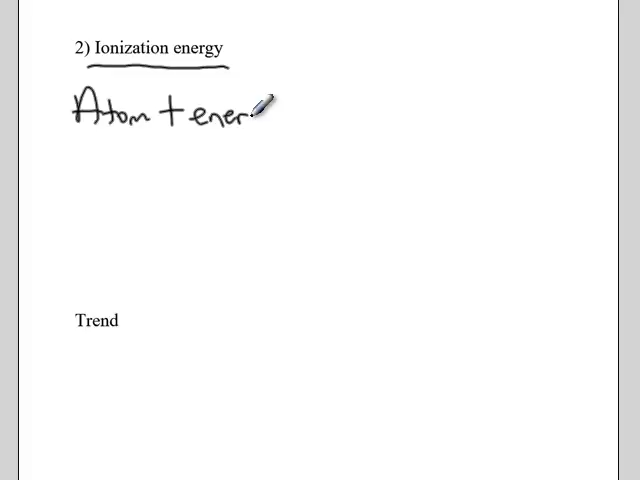 2) Ionization energy
Atom + ener
Trend